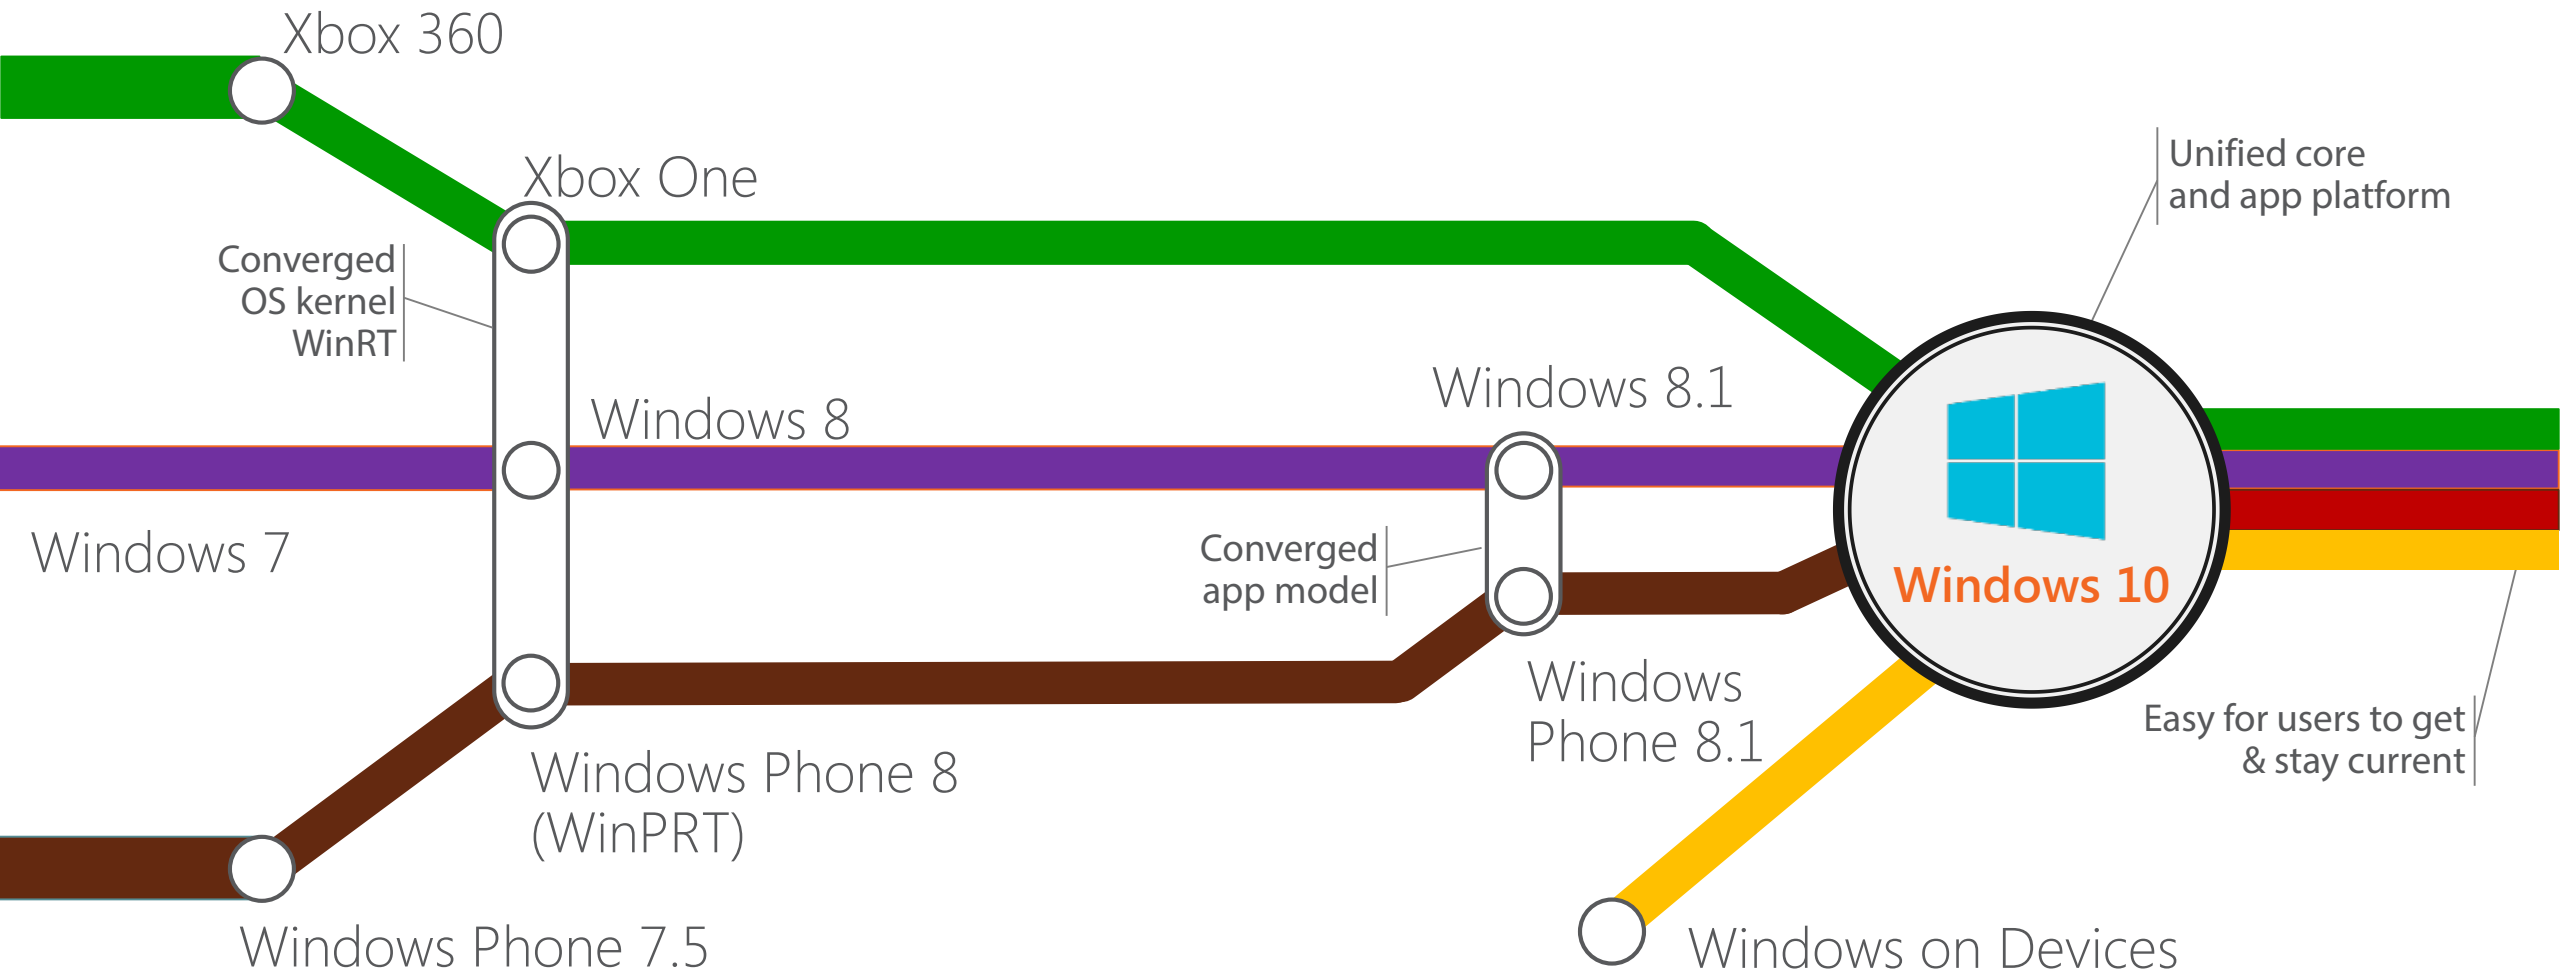 Xbox 360
Xbox One
Unified core
and app platform
Converged
OS kernel
WinRT
Windows 8
Windows 8.1
Windows 7
Converged
app model
Windows 10
Windows
Phone 8.1
Easy for users to get
& stay current
Windows Phone 8
(WinPRT)
Windows Phone 7.5
Windows on Devices